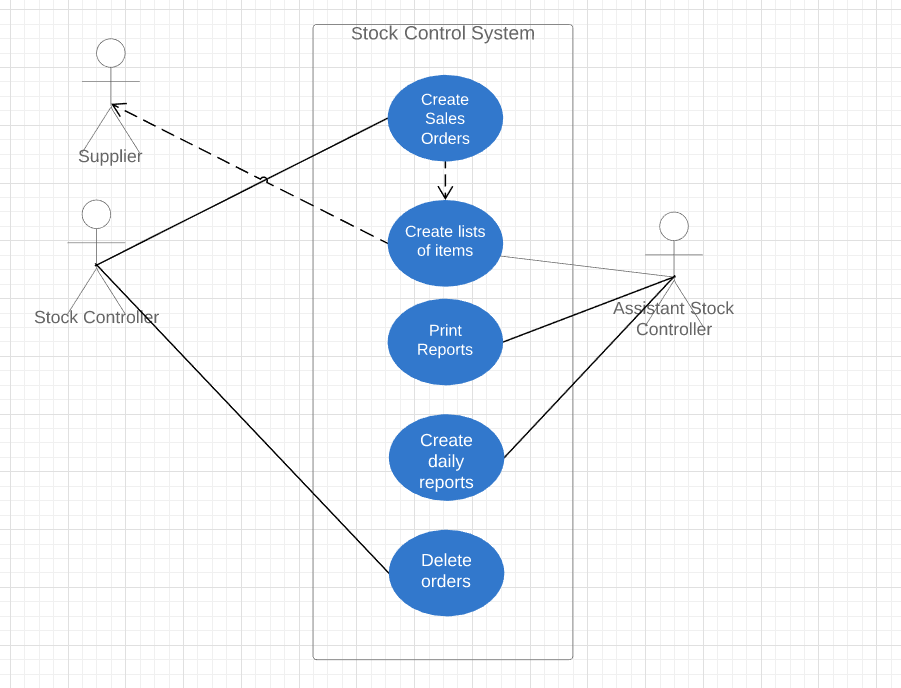 Stock Control System
Create
Sales
Orders
Supplier
Create lists
of items
Stock Controller
Assistant Stock
Controller
Print
Reports
Create
daily
reports
Delete
orders